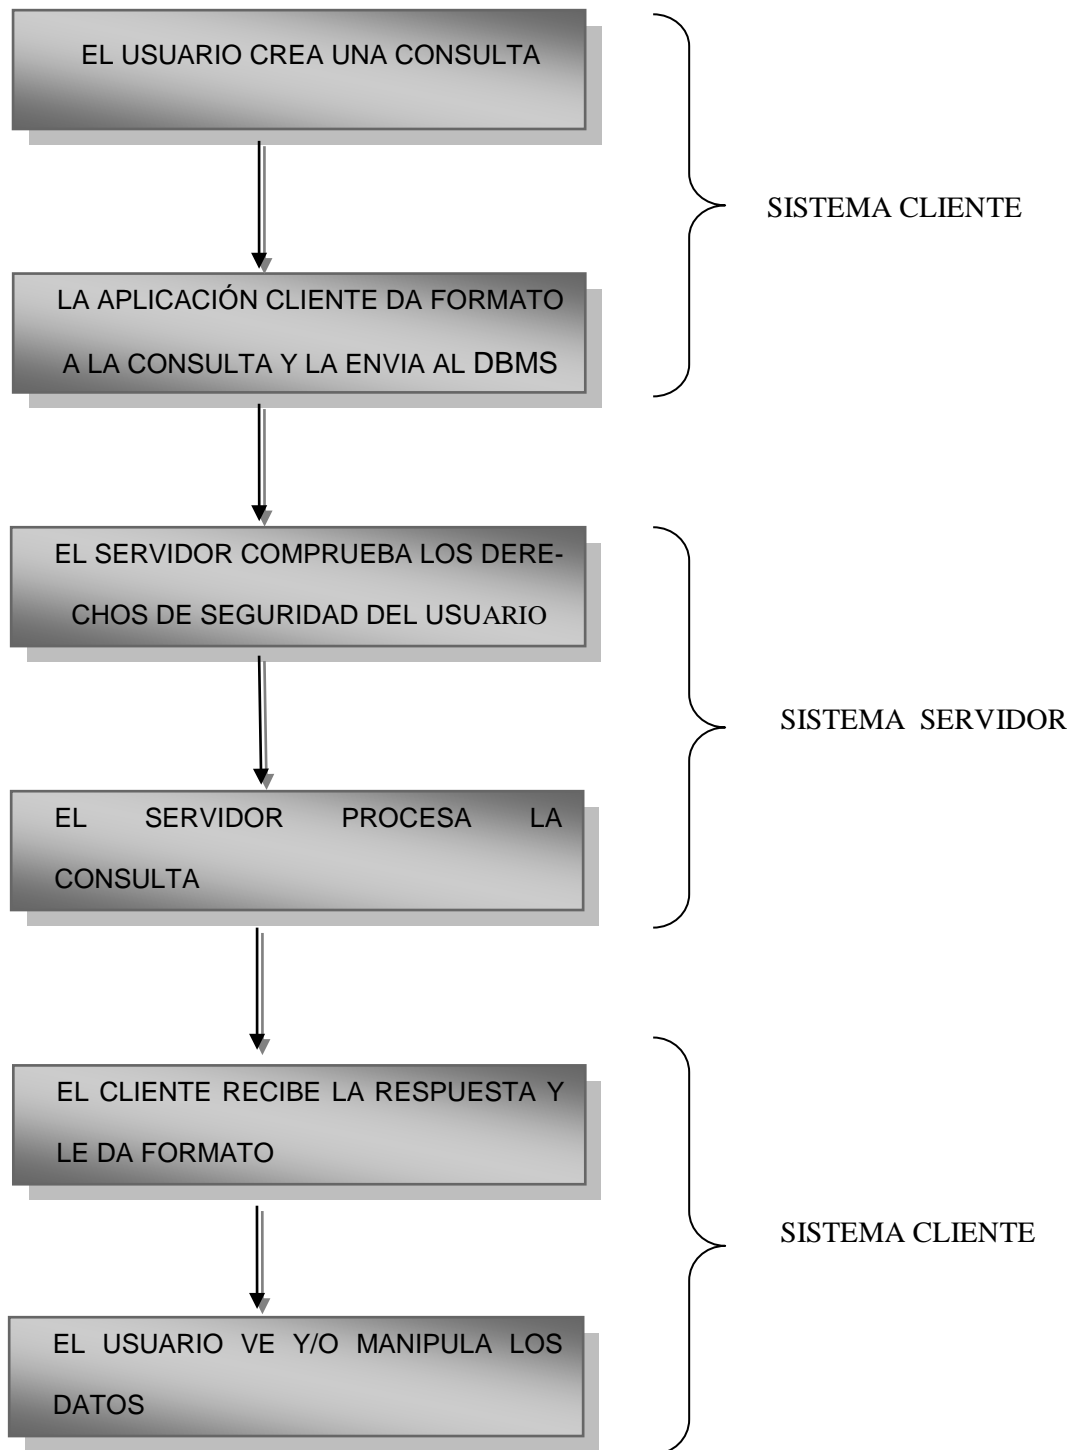 EL USUARIO CREA UNA CONSULTA
SISTEMA CLIENTE
LA APLICACIÓN CLIENTE DA FORMATO
A LA CONSULTA Y LA ENVIA AL DBMS
EL SERVIDOR COMPRUEBA LOS DERE-
CHOS DE SEGURIDAD DEL USUARIO
SISTEMA SERVIDOR
EL SERVIDOR PROCESA LA
CONSULTA
EL CLIENTE RECIBE LA RESPUESTA Y
LE DA FORMATO
SISTEMA CLIENTE
EL USUARIO VE Y/O MANIPULA LOS
DATOS